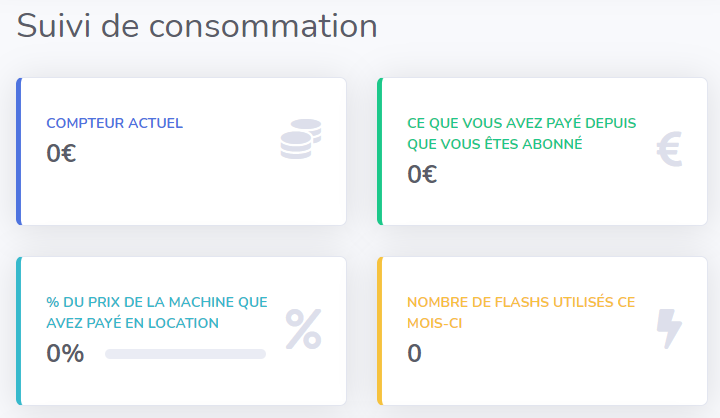 Suivi de consommation
COMPTEUR ACTUEL
0€
CE QUE VOUS AVEZ PAYÉ DEPUIS
QUE VOUS ÊTES ABONNÉ
0€
€
% DU PRIX DE LA MACHINE QUE
AVEZ PAYÉ EN LOCATION
0%
%
NOMBRE DE FLASHS UTILISÉS CE
MOIS-CI
0